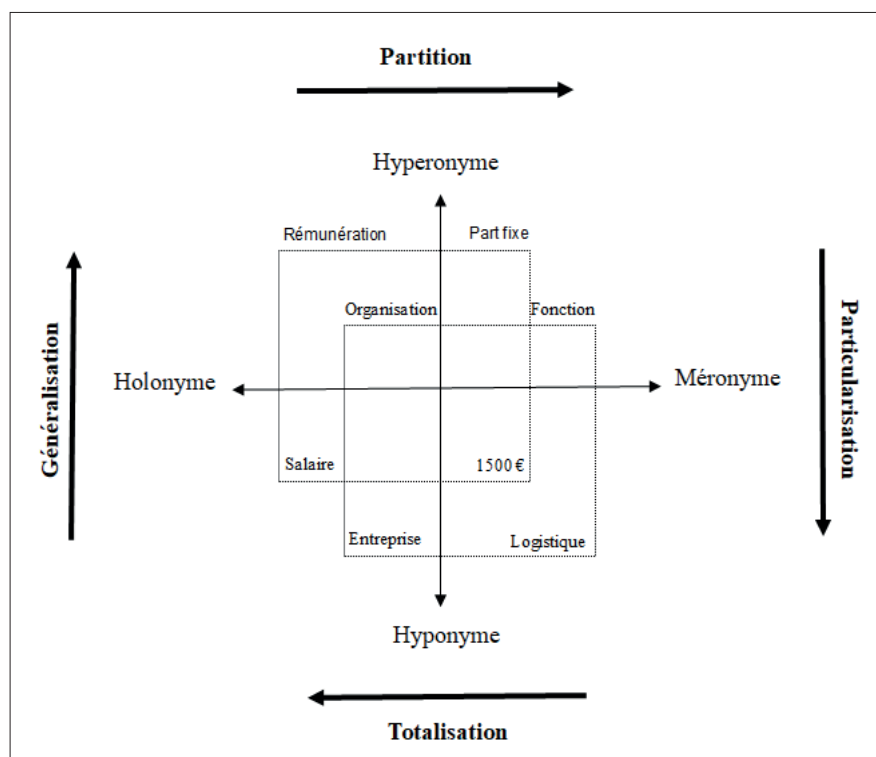 Partition
Hyperonyme
Rémunération
Part fixe
Organisation
Fonction
Généralisation
Holonyme
Méronyme
Particularisation
Salaire
1500 €
Entreprise
Logistique
Hyponyme
Totalisation